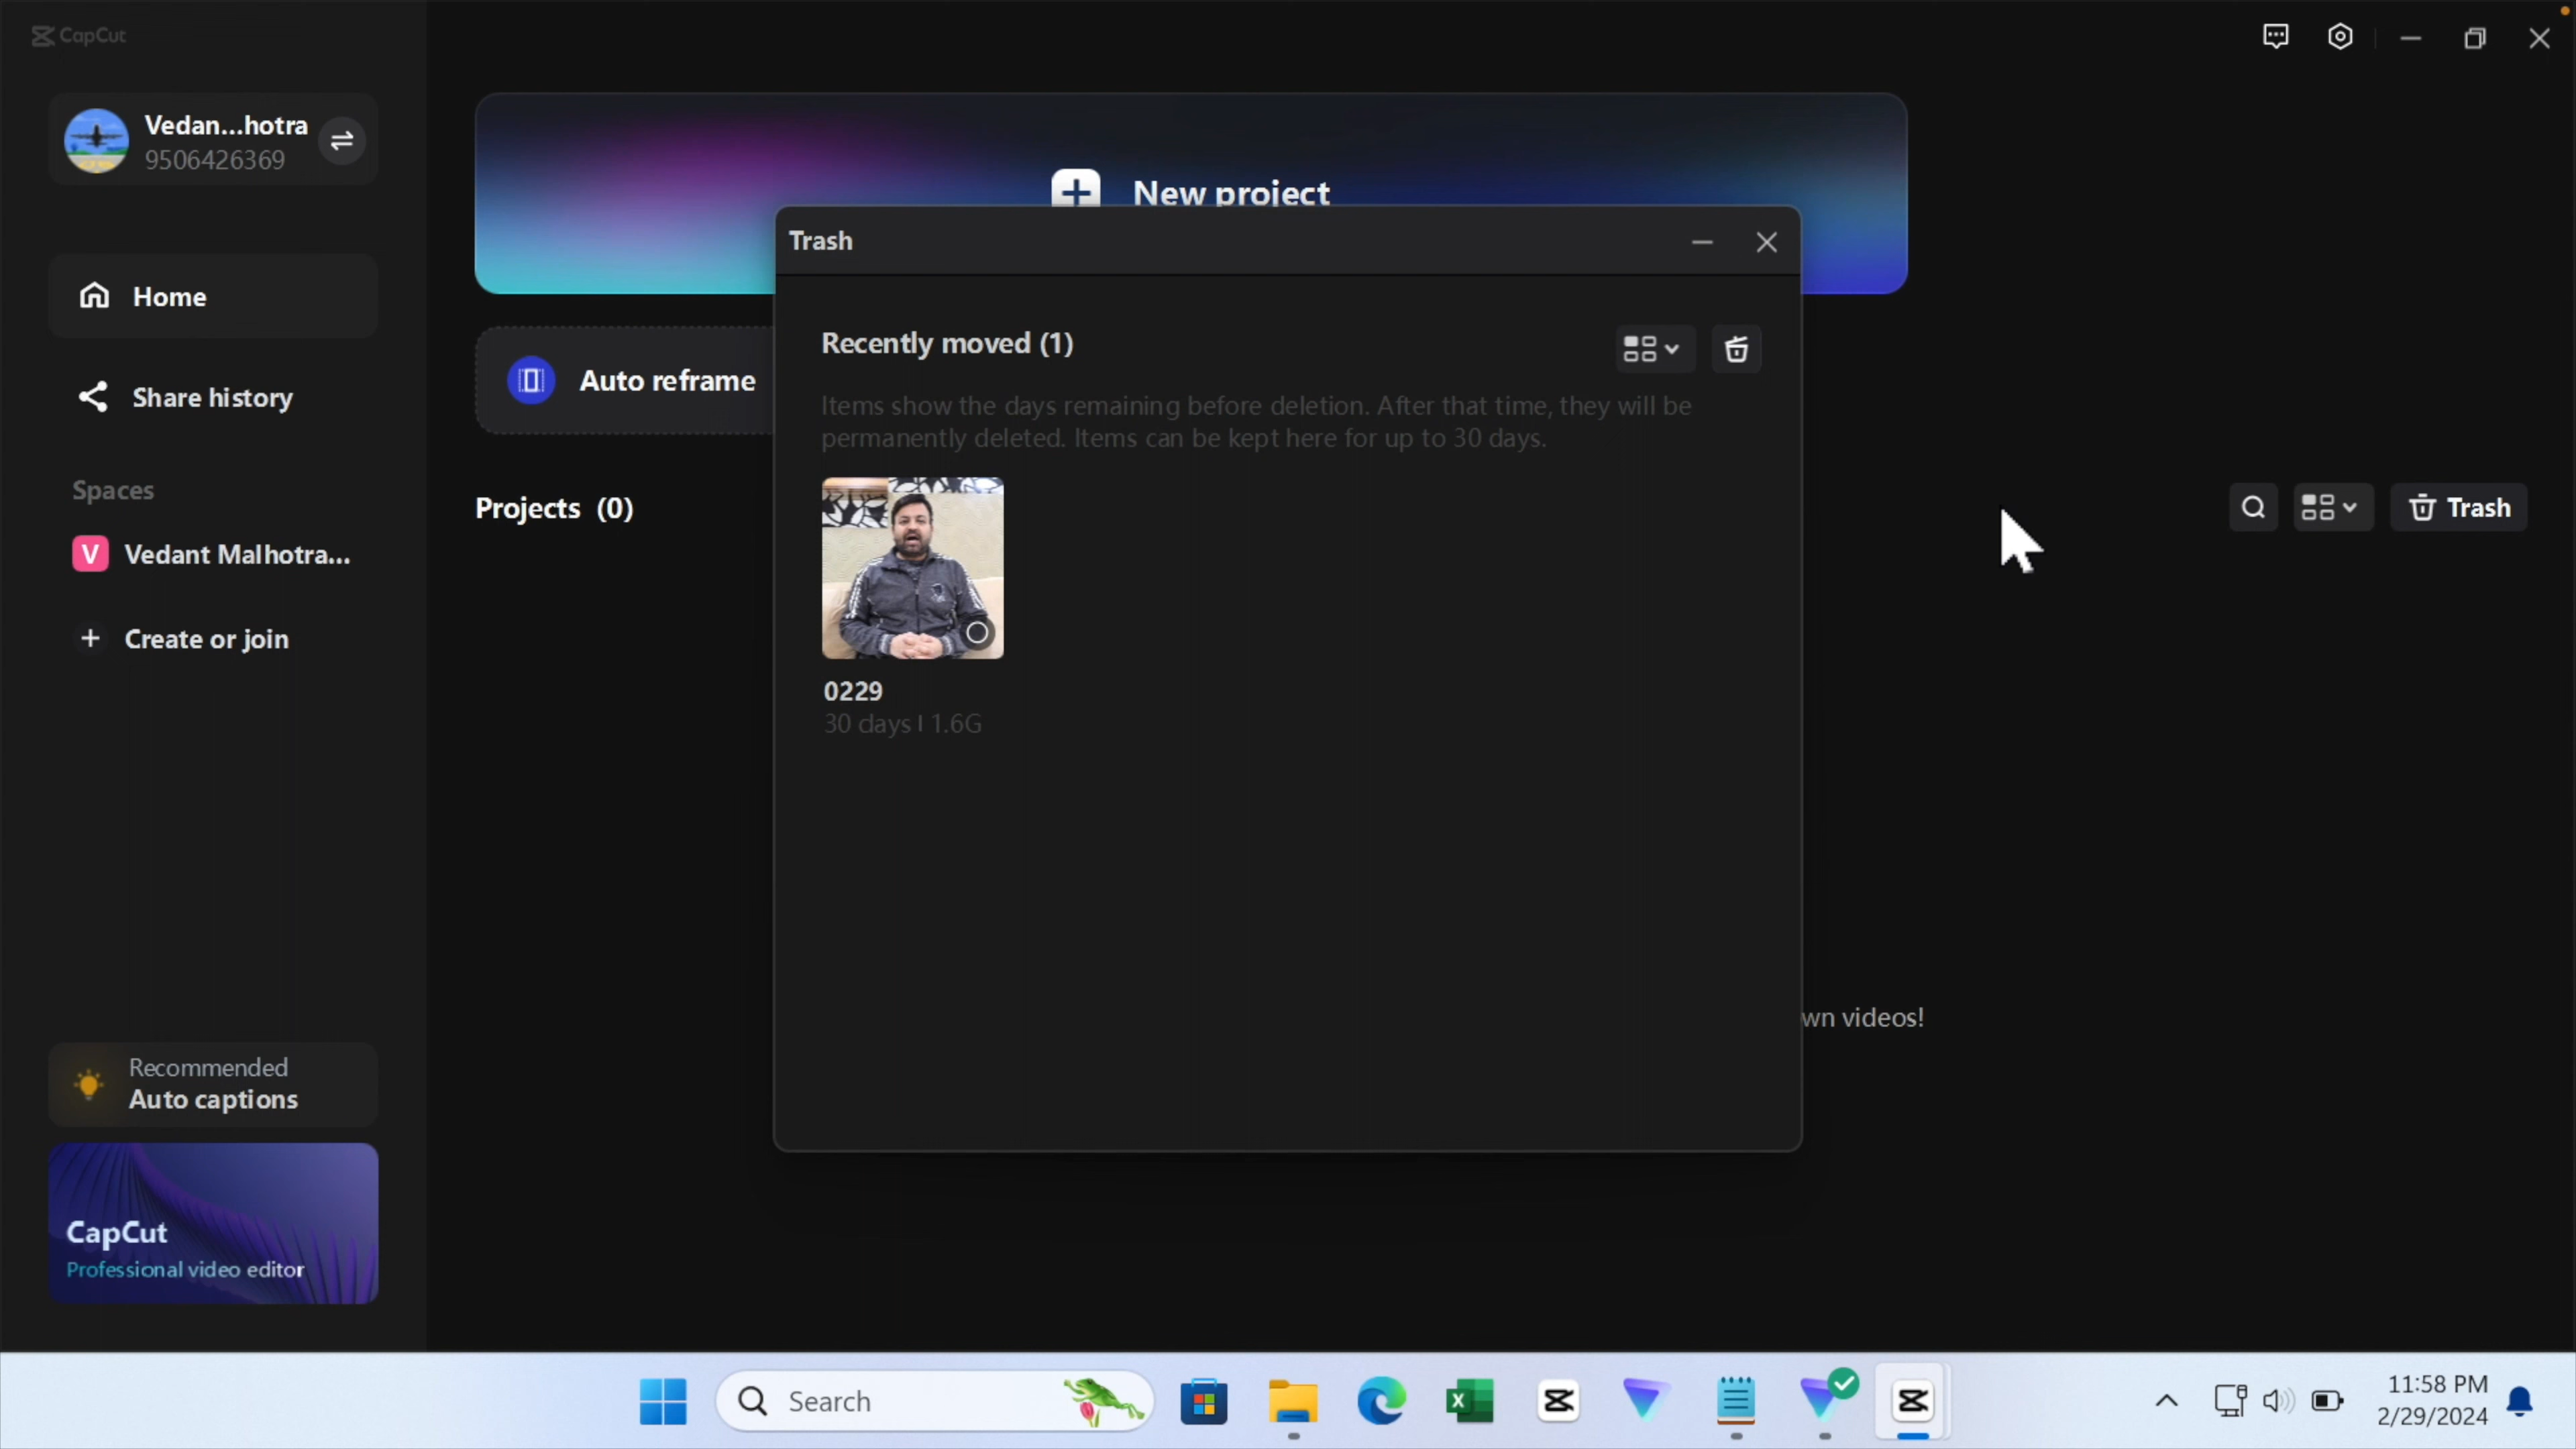 CapCut
Vedan...hotra
9506426369
Home
Share history
Spaces
V Vedant Malhotra...
Create or join
Recommended
Auto captions
CapCut
Professional video editor
New project
Auto reframe
Projects (0)
Trash
Trash
Recently moved (1)
Items show the days remaining before deletion. After that time, they will be
permanently deleted. Items can be kept here for up to 30 days.
0229
30 days | 1.6G
wn videos!
Search
11:58 PM
2/29/2024